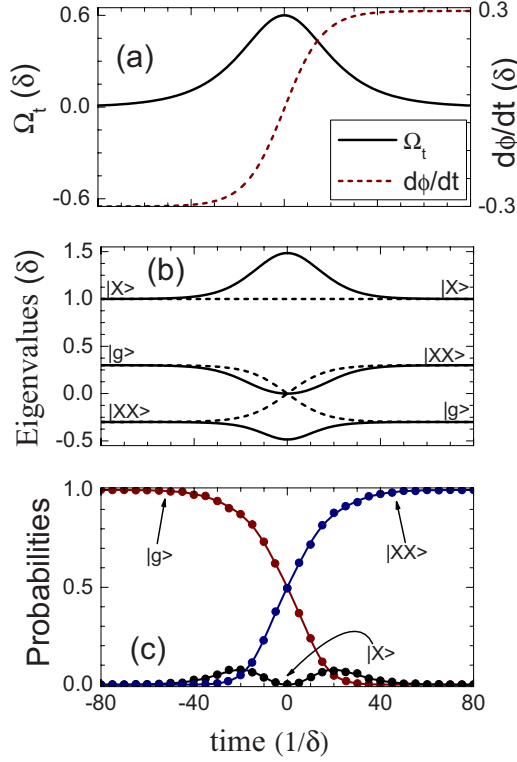 0.6
0.0
-0.6
Ω_t (δ)
(a)
Ω_t
dϕ/dt
0.3
-0.3
dϕ/dt (δ)
1.5
1.0
0.5
0.0
-0.5
Eigenvalues (δ)
(b)
|X> |X>
|g> |XX>
|XX> |g>
1.0
0.5
0.0
Probabilities
|g>
|XX>
(c)
|X>
-80 -40 0 40 80
time (1/δ)